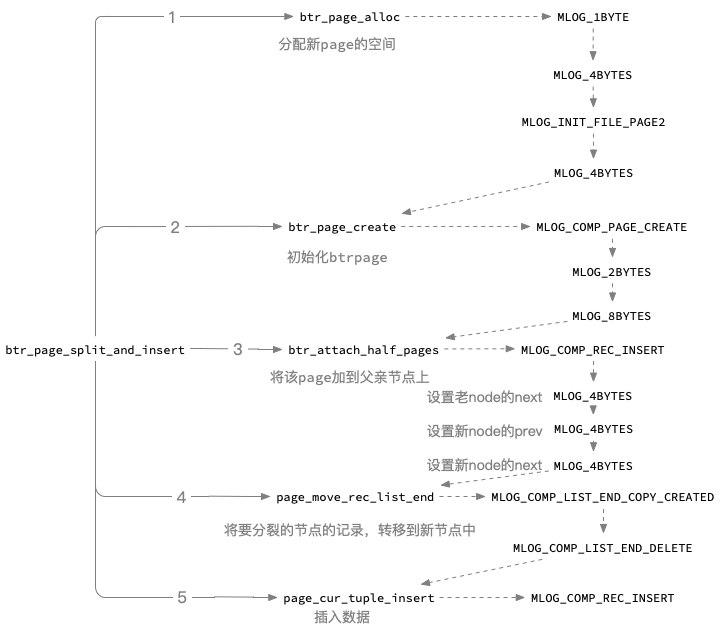 1 btr_page_alloc MLOG_1BYTE
分配新page的空间
MLOG_4BYTES
MLOG_INIT_FILE_PAGE2
MLOG_4BYTES
2 btr_page_create MLOG_COMP_PAGE_CREATE
初始化btrpage
MLOG_2BYTES
MLOG_8BYTES
btr_page_split_and_insert 3 btr_attach_half_pages MLOG_COMP_REC_INSERT
将该page加到父亲节点上
设置老node的next MLOG_4BYTES
设置新node的prev MLOG_4BYTES
设置新node的next MLOG_4BYTES
4 page_move_rec_list_end MLOG_COMP_LIST_END_COPY_CREATED
将要分裂的节点的记录，转移到新节点中
MLOG_COMP_LIST_END_DELETE
5 page_cur_tuple_insert MLOG_COMP_REC_INSERT
插入数据